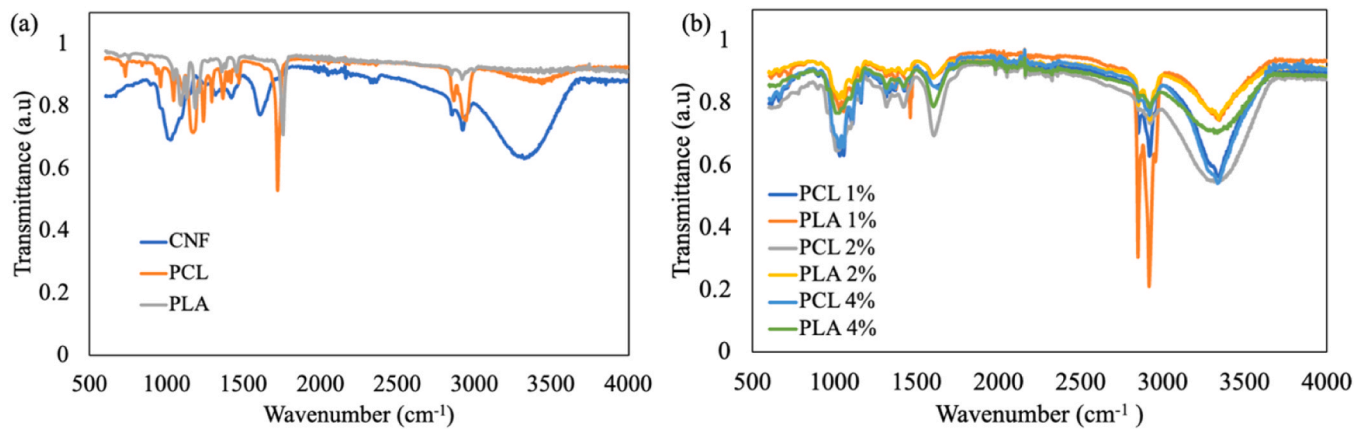 (a)
1
0.8
0.6
0.4
0.2
0
Transmittance (a.u)
CNF
PCL
PLA
500 1000 1500 2000 2500 3000 3500 4000
Wavenumber (cm⁻¹)
(b)
1
0.8
0.6
0.4
0.2
0
Transmittance (a.u)
PCL 1%
PLA 1%
PCL 2%
PLA 2%
PCL 4%
PLA 4%
500 1000 1500 2000 2500 3000 3500 4000
Wavenumber (cm⁻¹ )